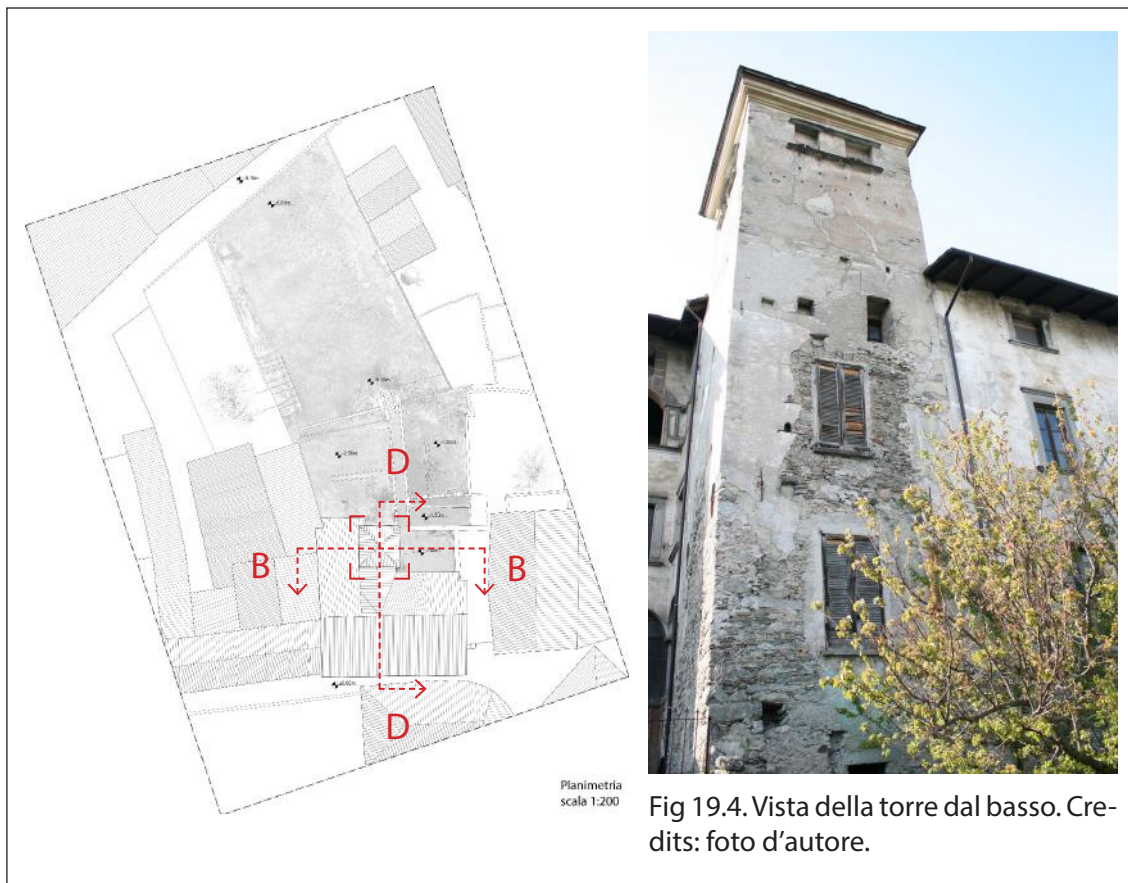 D
B
B
D
Planimetria
scala 1:200
Fig 19.4. Vista della torre dal basso. Cre-
dits: foto d'autore.